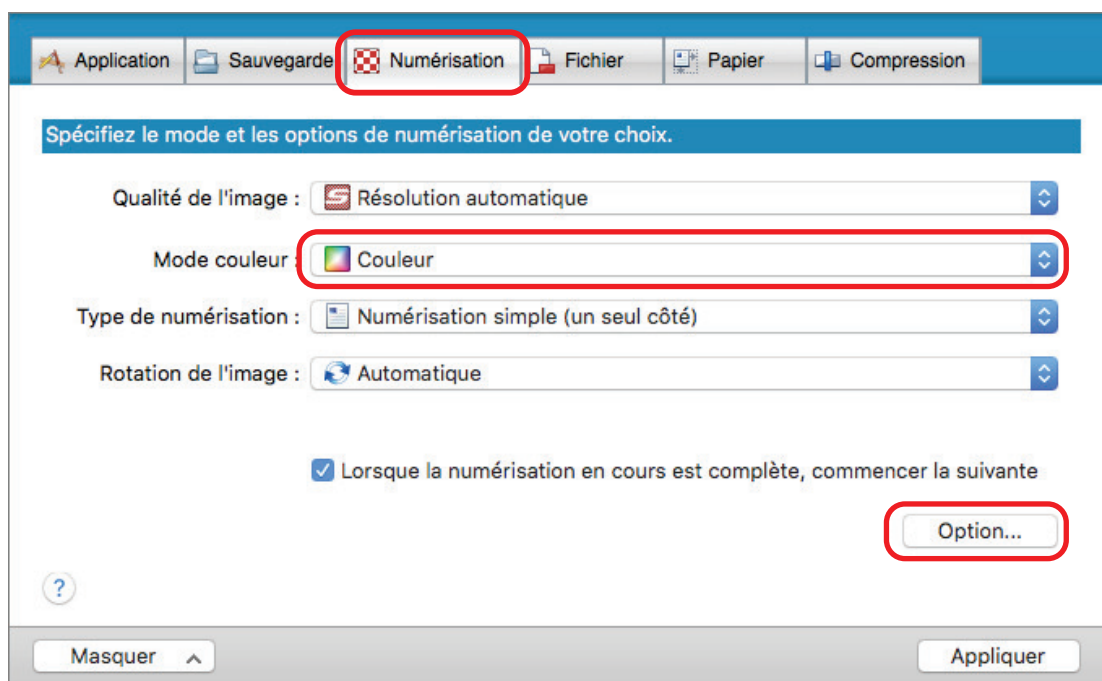 Application Sauvegarde Numérisation Fichier Papier Compression
Spécifiez le mode et les options de numérisation de votre choix.
Qualité de l'image : Résolution automatique
Mode couleur : Couleur
Type de numérisation : Numérisation simple (un seul côté)
Rotation de l'image : Automatique
Lorsque la numérisation en cours est complète, commencer la suivante
Option...
?
Masquer Appliquer